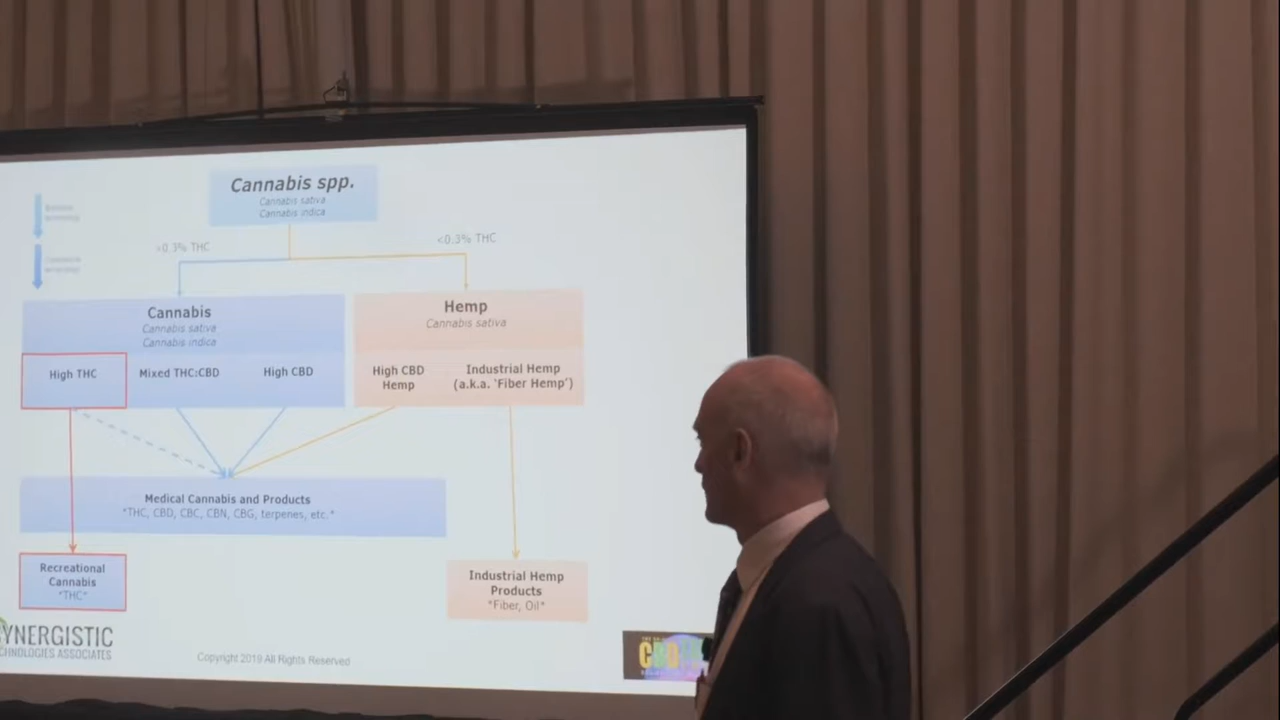 Cannabis spp.
Cannabis sativa
Cannabis indica
0.3% THC
<0.3% THC
Cannabis
Cannabis sativa
Cannabis indica
Hemp
Cannabis sativa
High THC
Mixed THC:CBD
High CBD
High CBD
Hemp
Industrial Hemp
(a.k.a. 'Fiber Hemp')
Medical Cannabis and Products
"THC, CBD, CBC, CBN, CBG, terpenes, etc."
Recreational
Cannabis
"THC"
Industrial Hemp
Products
"Fiber, Oil"
YNERGISTIC
CHNOLOGIES ASSOCIATES
Copyright 2019 All Rights Reserved
CBD